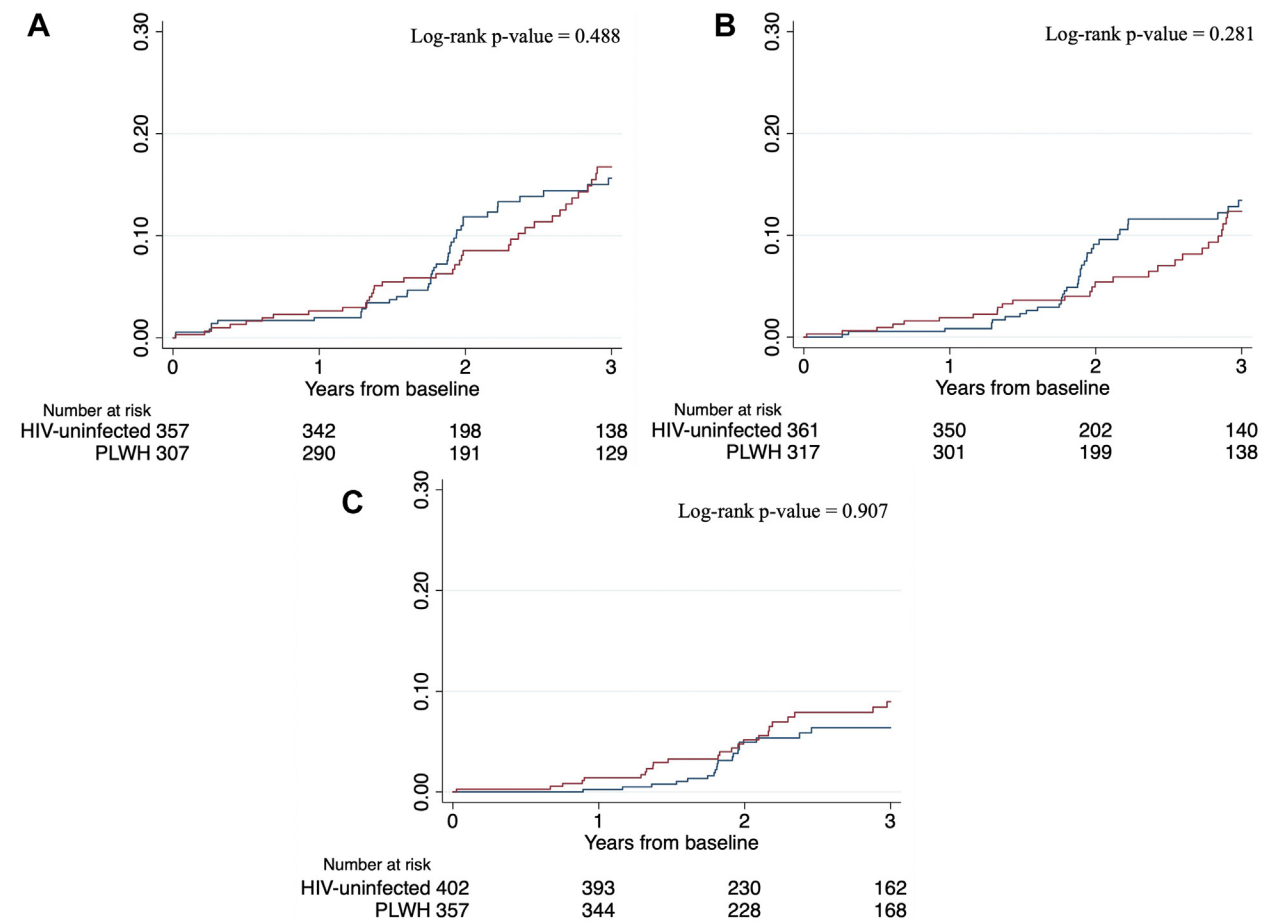 A
Log-rank p-value = 0.488
0.30
0.20
0.10
0.00
0 1 2 3
Years from baseline
Number at risk
HIV-uninfected 357 342 198 138
PLWH 307 290 191 129
B
Log-rank p-value = 0.281
0.30
0.20
0.10
0.00
0 1 2 3
Years from baseline
Number at risk
HIV-uninfected 361 350 202 140
PLWH 317 301 199 138
C
Log-rank p-value = 0.907
0.30
0.20
0.10
0.00
0 1 2 3
Years from baseline
Number at risk
HIV-uninfected 402 393 230 162
PLWH 357 344 228 168